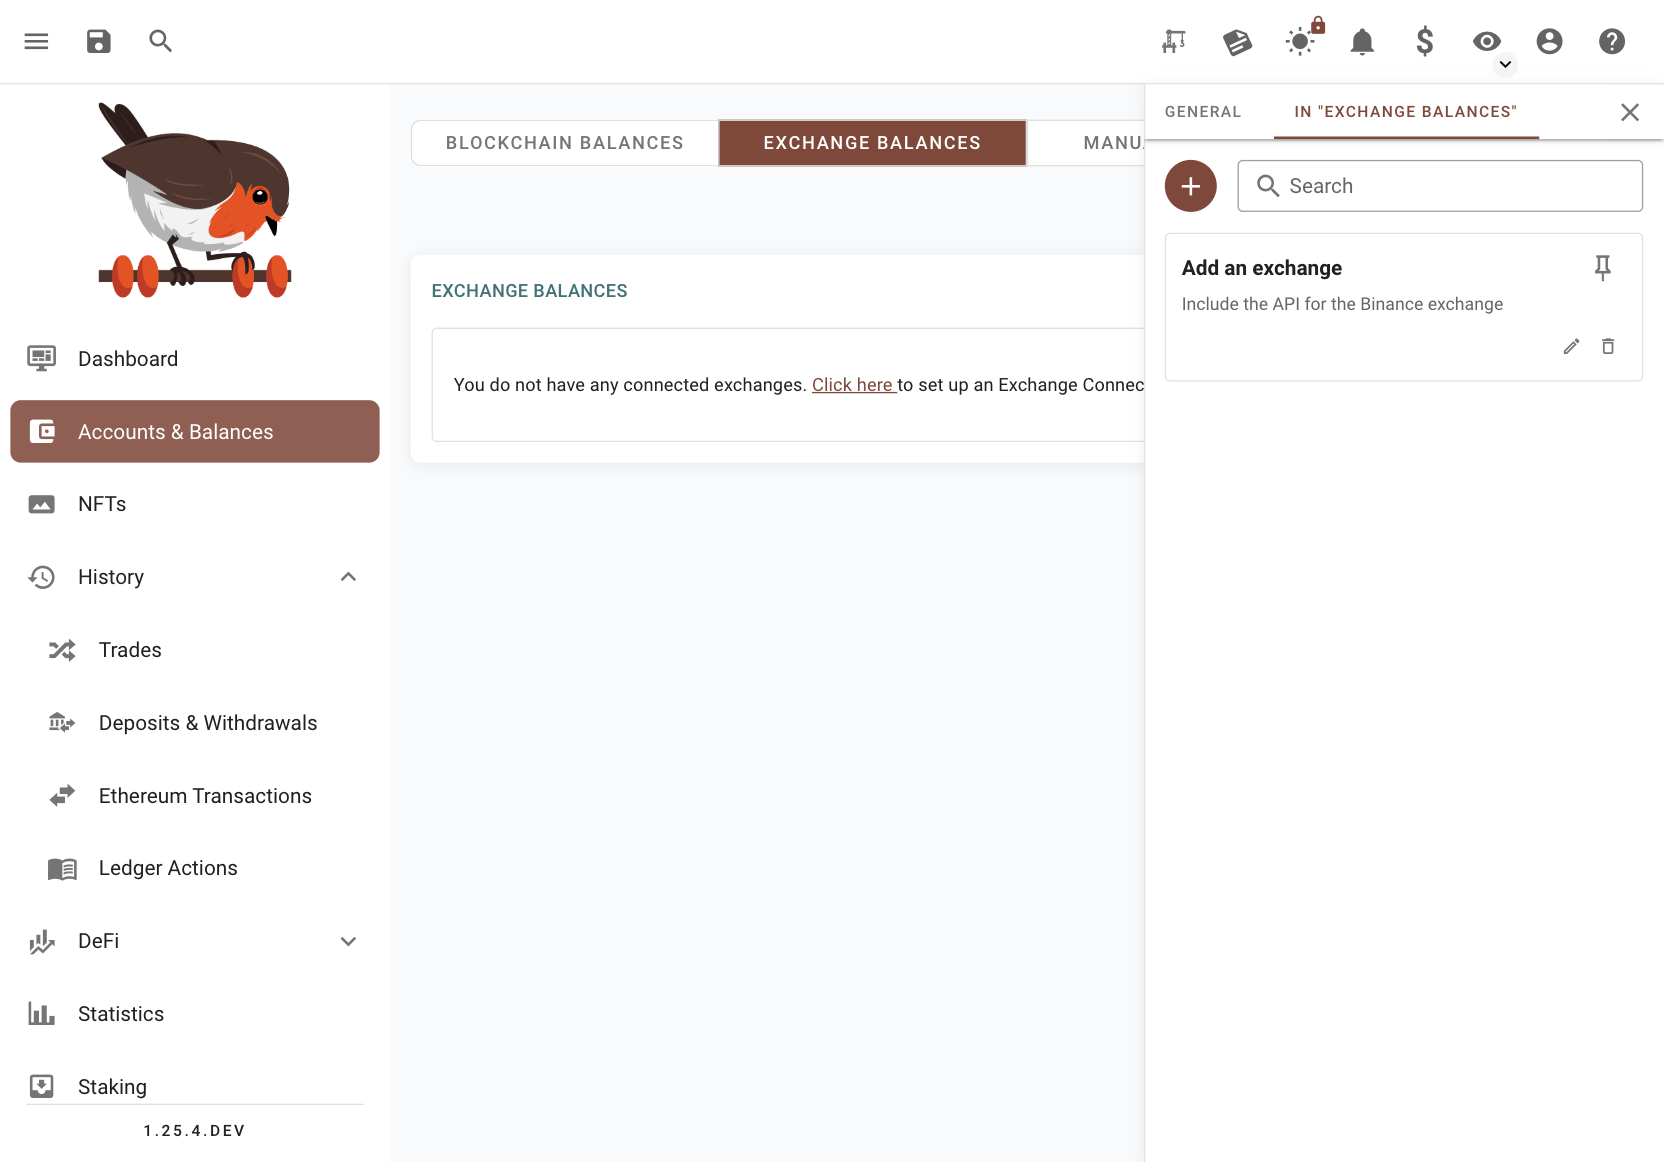 GENERAL
IN "EXCHANGE BALANCES"
BLOCKCHAIN BALANCES
EXCHANGE BALANCES
MANU
Search
Add an exchange
Include the API for the Binance exchange
EXCHANGE BALANCES
You do not have any connected exchanges. Click here to set up an Exchange Connec
Dashboard
Accounts & Balances
NFTs
History
Trades
Deposits & Withdrawals
Ethereum Transactions
Ledger Actions
DeFi
Statistics
Staking
1.25.4.DEV